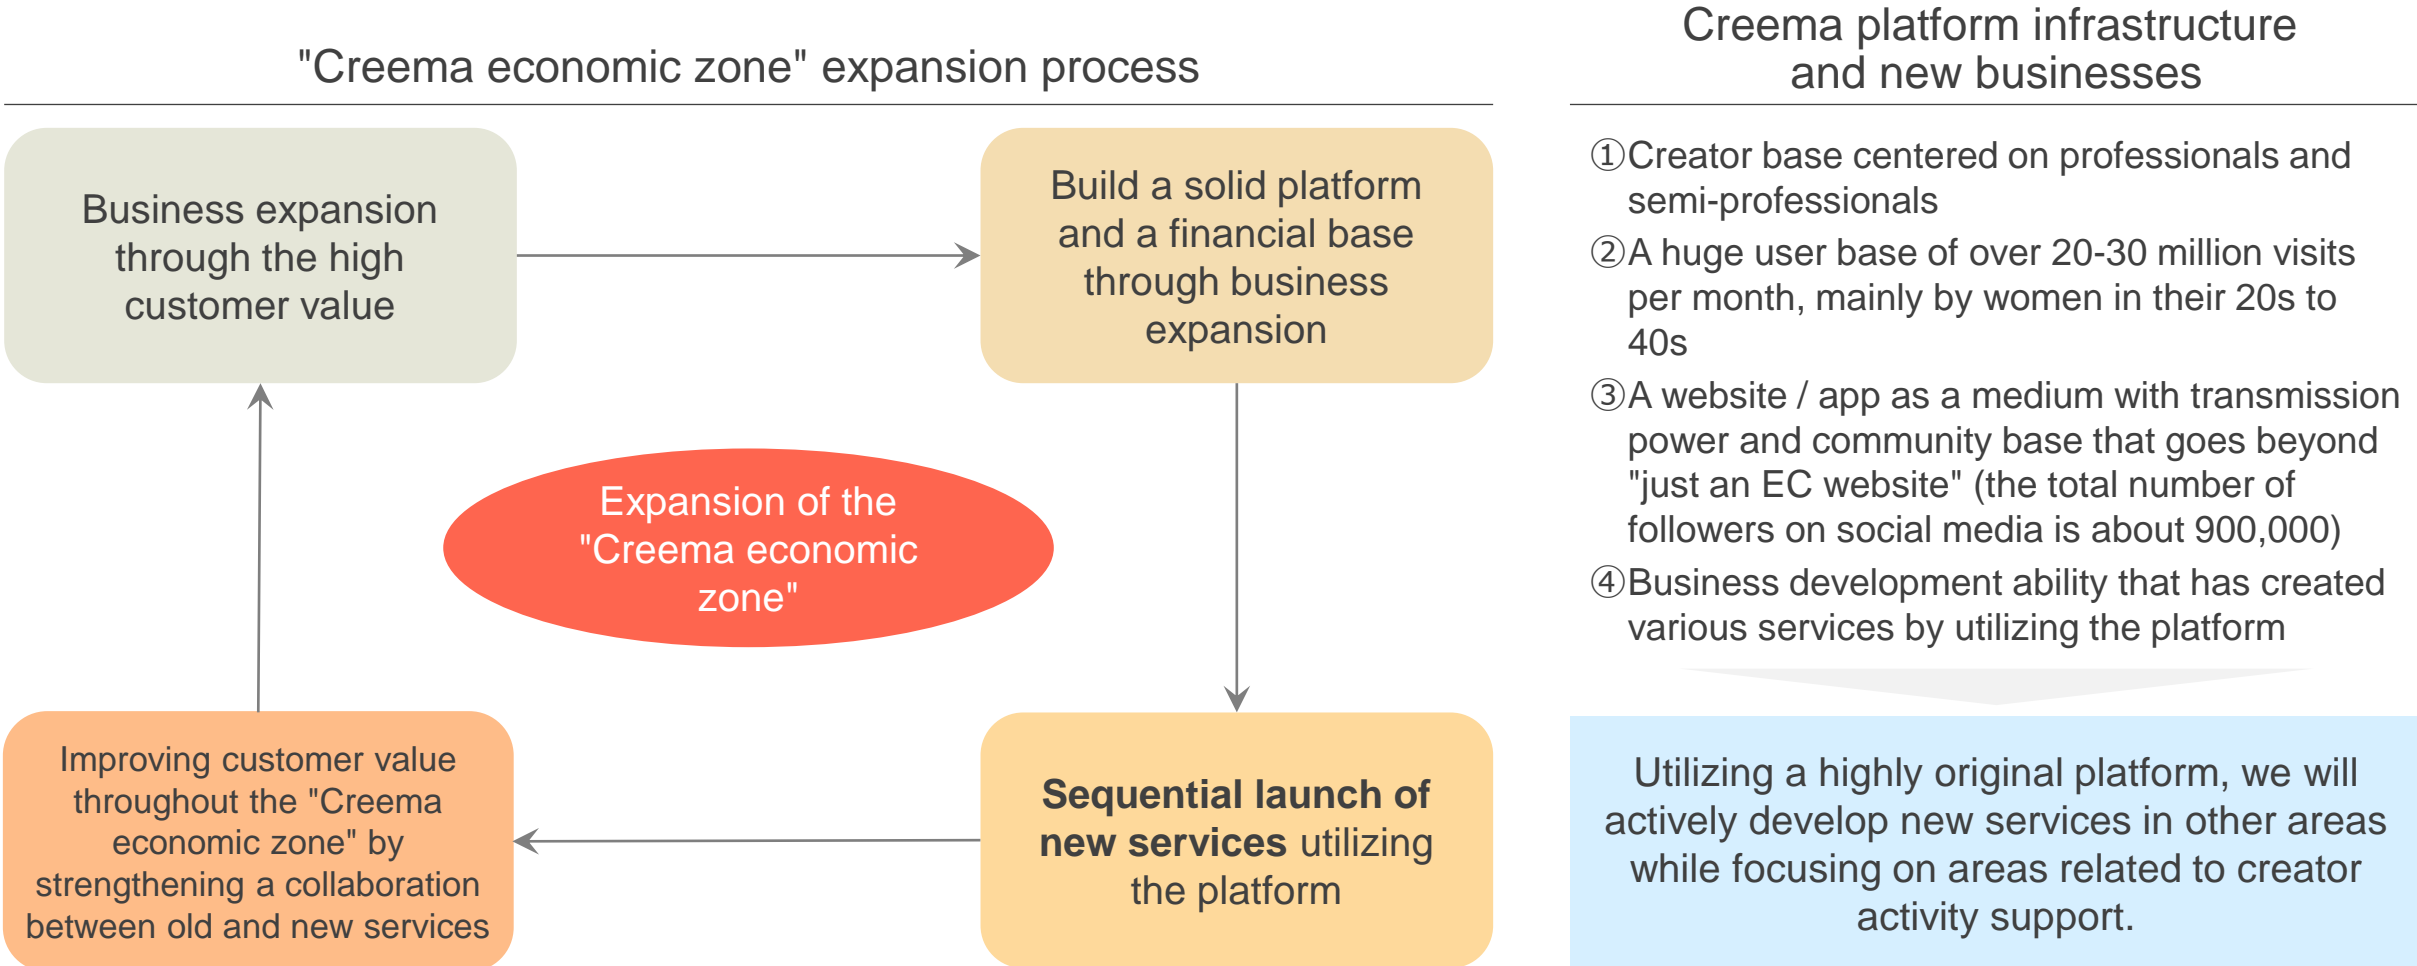 "Creema economic zone" expansion process
Business expansion
through the high
customer value
Build a solid platform
and a financial base
through business
expansion
Expansion of the
"Creema economic
zone"
Improving customer value
throughout the "Creema
economic zone" by
strengthening a collaboration
between old and new services
Sequential launch of
new services utilizing
the platform
Creema platform infrastructure
and new businesses
①Creator base centered on professionals and
semi-professionals
②A huge user base of over 20-30 million visits
per month, mainly by women in their 20s to
40s
③A website / app as a medium with transmission
power and community base that goes beyond
"just an EC website" (the total number of
followers on social media is about 900,000)
④Business development ability that has created
various services by utilizing the platform
Utilizing a highly original platform, we will
actively develop new services in other areas
while focusing on areas related to creator
activity support.